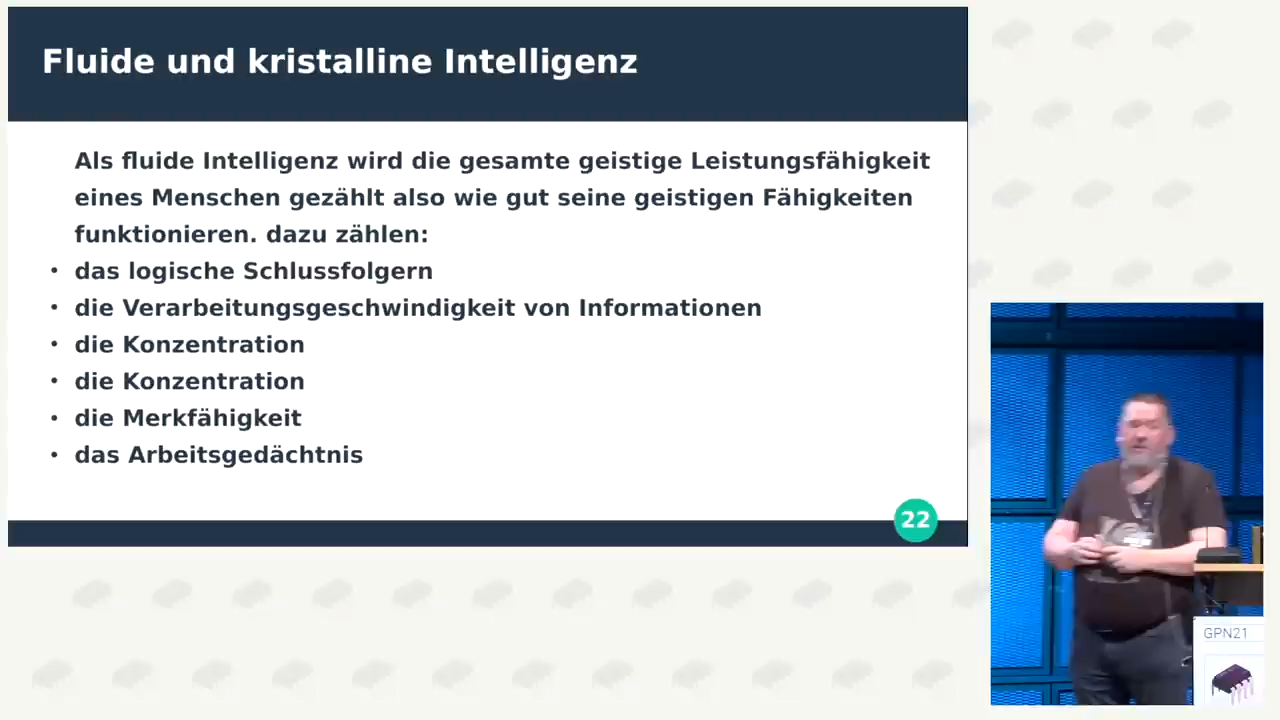 Fluide und kristalline Intelligenz
Als fluide Intelligenz wird die gesamte geistige Leistungsfähigkeit
eines Menschen gezählt also wie gut seine geistigen Fähigkeiten
funktionieren. dazu zählen:
• das logische Schlussfolgern
• die Verarbeitungsgeschwindigkeit von Informationen
• die Konzentration
• die Konzentration
• die Merkfähigkeit
• das Arbeitsgedächtnis
22
GPN21